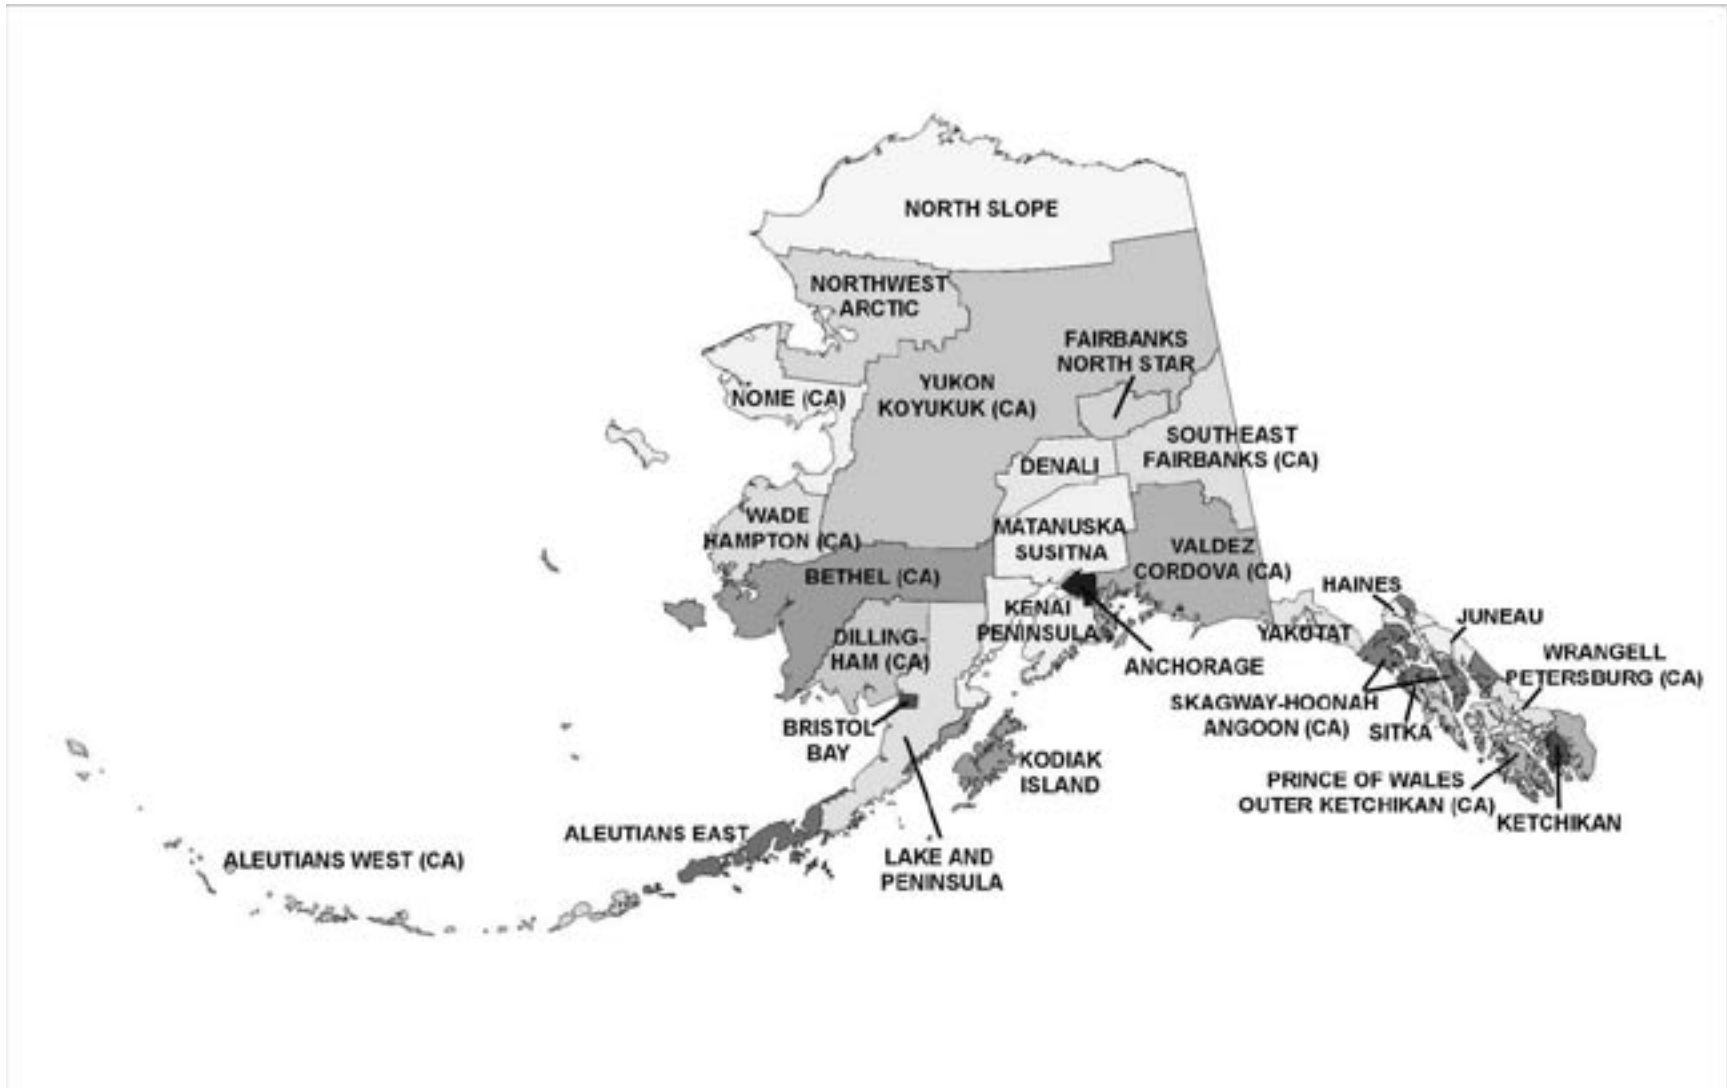 NORTH SLOPE
NORTHWEST
ARCTIC
FAIRBANKS
NORTH STAR
YUKON
KOYUKUK (CA)
NOME (CA)
SOUTHEAST
FAIRBANKS (CA)
DENALI
WADE
HAMPTON (CA)
MATANUSKA
SUSITNA
VALDEZ
CORDOVA (CA)
BETHEL (CA)
HAINES
KENAI
PENINSULA
JUNEAU
DILLING-
HAM (CA)
YAKUTAT
ANCHORAGE
WRANGELL
PETERSBURG (CA)
SKAGWAY-HOONAH
ANGOON (CA)
SITKA
BRISTOL
BAY
KODIAK
ISLAND
PRINCE OF WALES
OUTER KETCHIKAN (CA)
KETCHIKAN
ALEUTIANS EAST
ALEUTIANS WEST (CA)
LAKE AND
PENINSULA